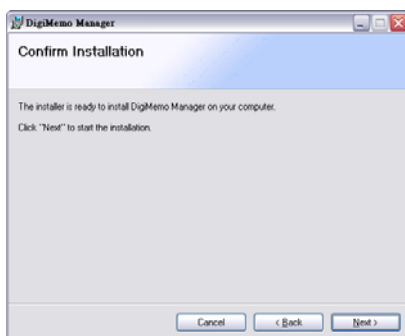 DigiMemo Manager
Confirm Installation
The installer is ready to install DigiMemo Manager on your computer.
Click "Next" to start the installation.
Cancel
< Back
Next >